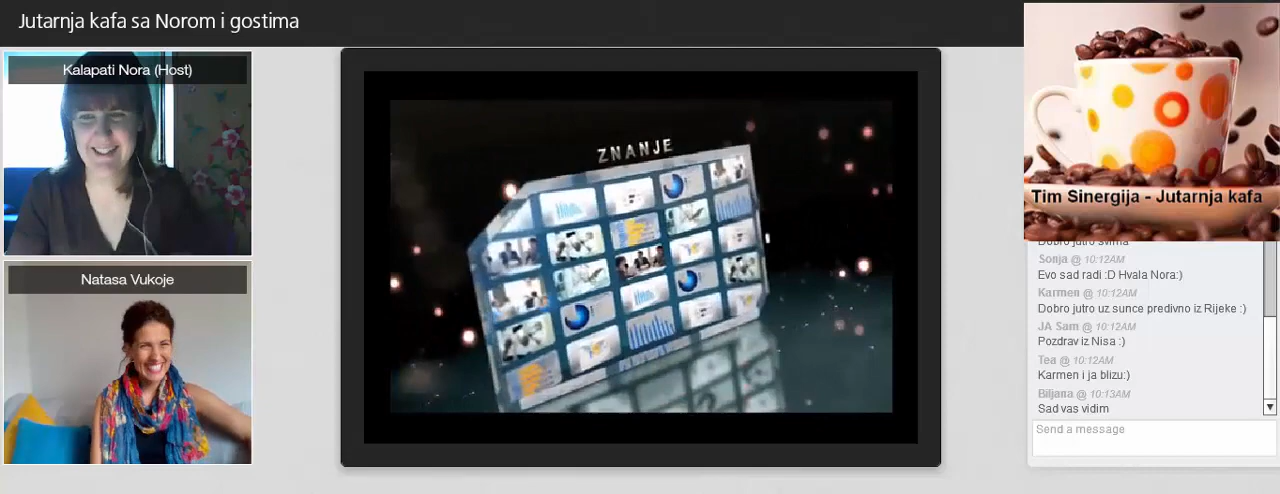 Jutarnja kafa sa Norom i gostima
Kalapati Nora (Host)
Natasa Vukoje
ZNANJE
Tim Sinergija - Jutarnja kafa
Dobro jutro svima
Sonja @ 10:12AM
Evo sad radi :D Hvala Nora:)
Karmen @ 10:12AM
Dobro jutro uz sunce predivno iz Rijeke :)
JA Sam @ 10:12AM
Pozdrav iz Nisa :)
Tea @ 10:12AM
Karmen i ja blizu:)
Biljana @ 10:13AM
Sad vas vidim
Send a message